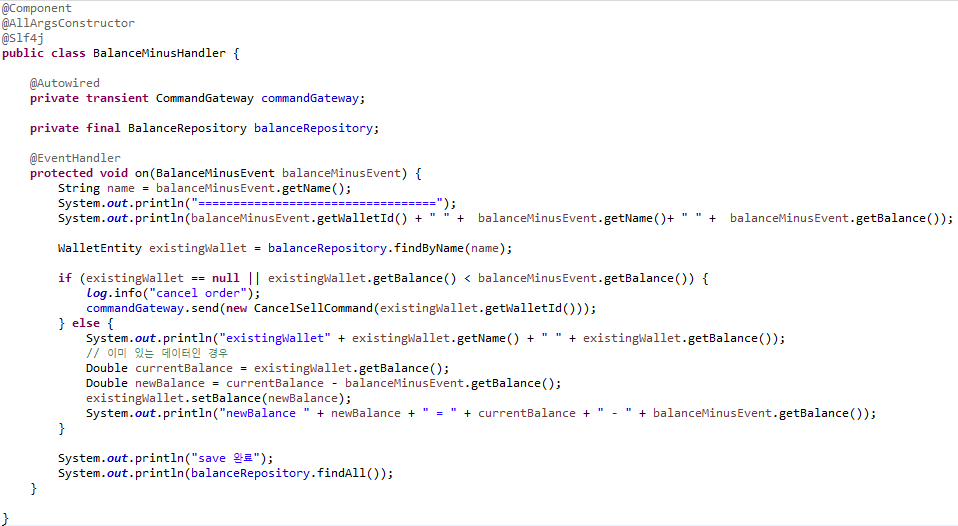 @Component
@AllArgsConstructor
@Slf4j
public class BalanceMinusHandler {
@Autowired
private transient CommandGateway commandGateway;
private final BalanceRepository balanceRepository;
@EventHandler
protected void on(BalanceMinusEvent balanceMinusEvent) {
String name = balanceMinusEvent.getName();
System.out.println("==================================");
System.out.println(balanceMinusEvent.getWalletId() + " " +  balanceMinusEvent.getName()+ " " +  balanceMinusEvent.getBalance());
WalletEntity existingWallet = balanceRepository.findByName(name);
if (existingWallet == null || existingWallet.getBalance() < balanceMinusEvent.getBalance()) {
log.info("cancel order");
commandGateway.send(new CancelSellCommand(existingWallet.getWalletId()));
} else {
System.out.println("existingWallet" + existingWallet.getName() + " " + existingWallet.getBalance());
// 이미 있는 데이터인 경우
Double currentBalance = existingWallet.getBalance();
Double newBalance = currentBalance - balanceMinusEvent.getBalance();
existingWallet.setBalance(newBalance);
System.out.println("newBalance " + newBalance + " = " + currentBalance + " - " + balanceMinusEvent.getBalance());
}
System.out.println("save 완료");
System.out.println(balanceRepository.findAll());
}
}